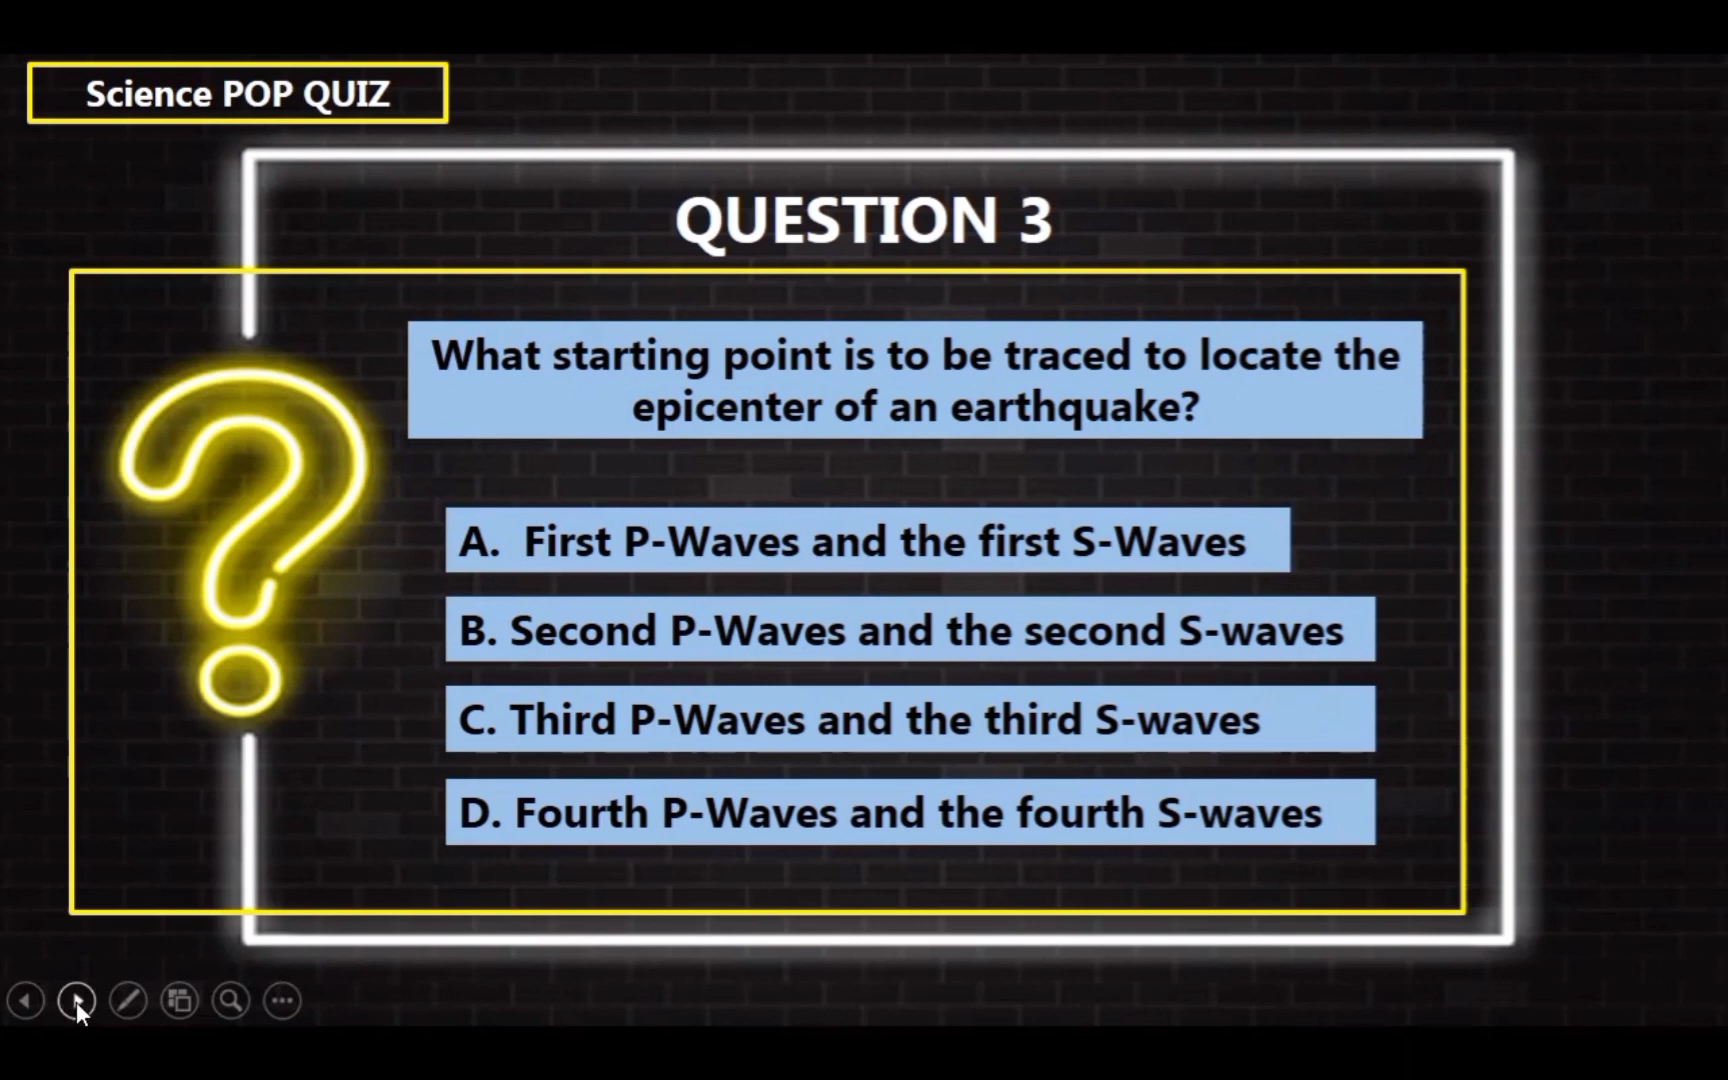 Science POP QUIZ
QUESTION 3
What starting point is to be traced to locate the
epicenter of an earthquake?
A. First P-Waves and the first S-Waves
B. Second P-Waves and the second S-waves
C. Third P-Waves and the third S-waves
D. Fourth P-Waves and the fourth S-waves